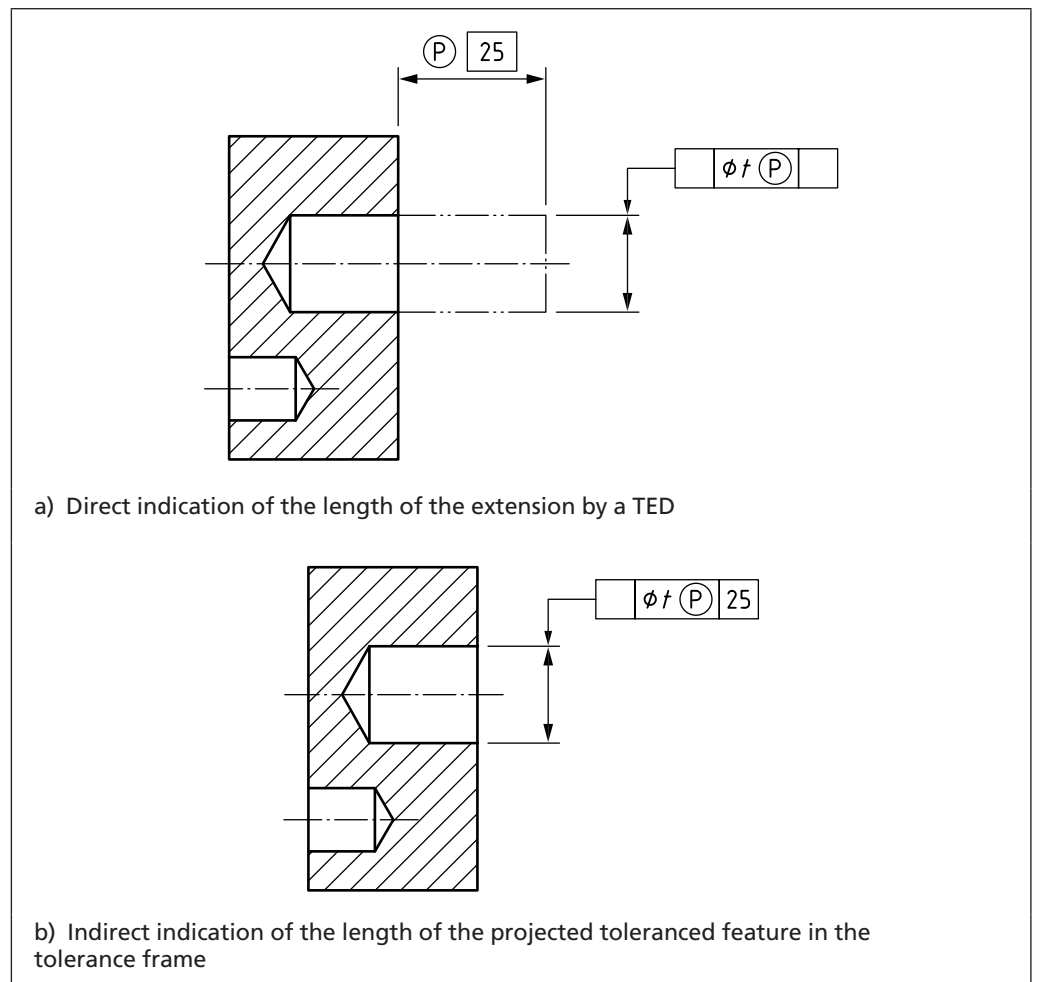 Ⓟ 25
⌀t Ⓟ
a) Direct indication of the length of the extension by a TED
⌀t Ⓟ 25
b) Indirect indication of the length of the projected toleranced feature in the
tolerance frame